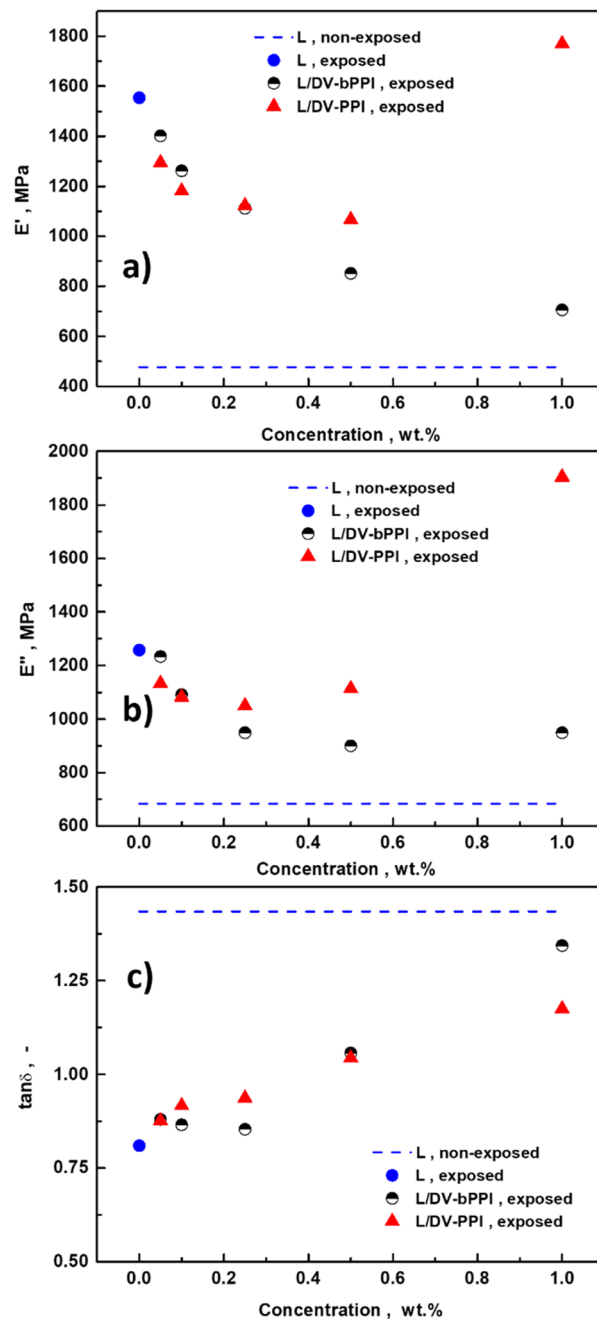 1800
1600
1400
1200
1000
800
600
400
E' , MPa
L , non-exposed
L , exposed
L/DV-bPPI , exposed
L/DV-PPI , exposed
a)
0.0 0.2 0.4 0.6 0.8 1.0
Concentration , wt.%
2000
1800
1600
1400
1200
1000
800
600
E'' , MPa
L , non-exposed
L , exposed
L/DV-bPPI , exposed
L/DV-PPI , exposed
b)
0.0 0.2 0.4 0.6 0.8 1.0
Concentration , wt.%
1.50
1.25
1.00
0.75
0.50
tanδ , -
c)
L , non-exposed
L , exposed
L/DV-bPPI , exposed
L/DV-PPI , exposed
0.0 0.2 0.4 0.6 0.8 1.0
Concentration , wt.%